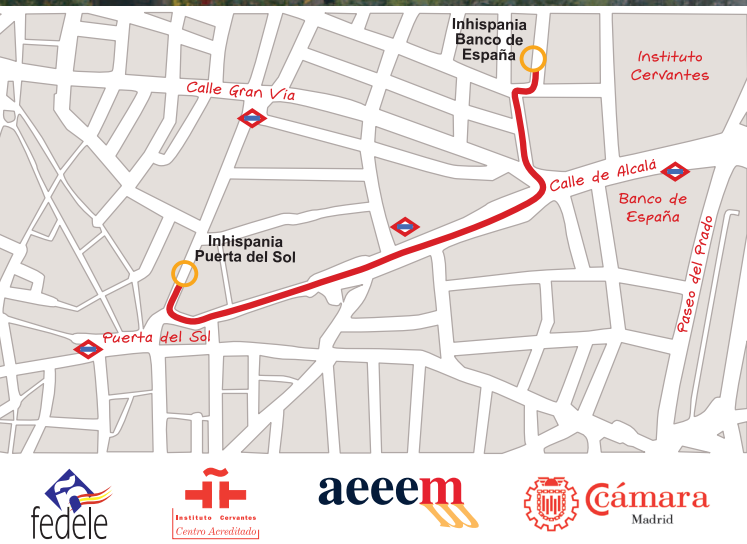 Inhispania
Banco de
España
Instituto
Cervantes
Calle Gran Vía
Calle de Alcalá
Banco de
España
Paseo del Prado
Inhispania
Puerta del Sol
Puerta del Sol
fedele
Instituto Cervantes
Centro Acreditado
aeeem
Cámara
Madrid